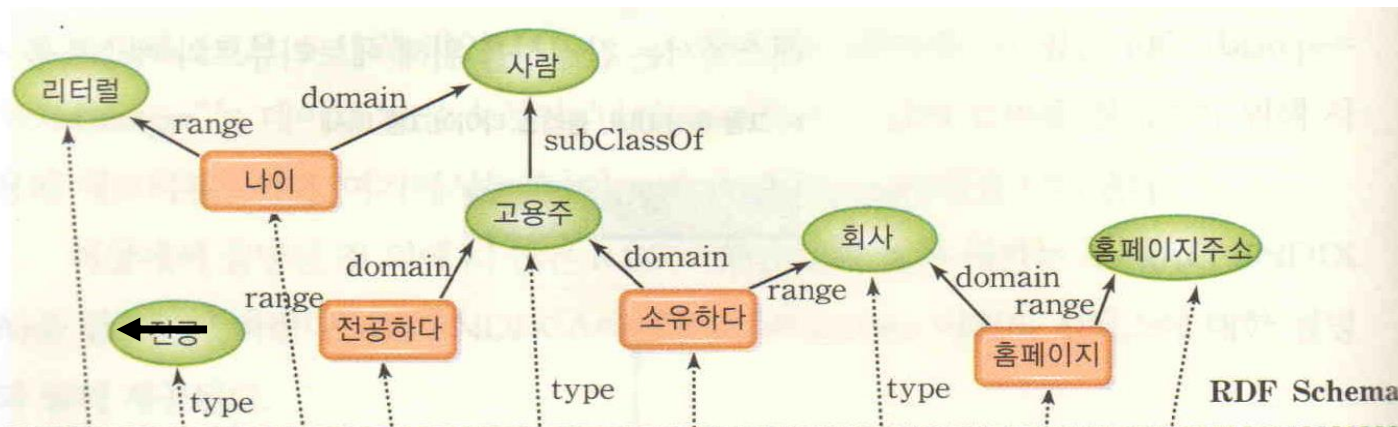 사람
리터럴
domain
range
subClassOf
나이
고용주
회사
홈페이지주소
domain
domain
domain
range
range
range
전공
전공하다
소유하다
홈페이지
type
type
type
RDF Schema